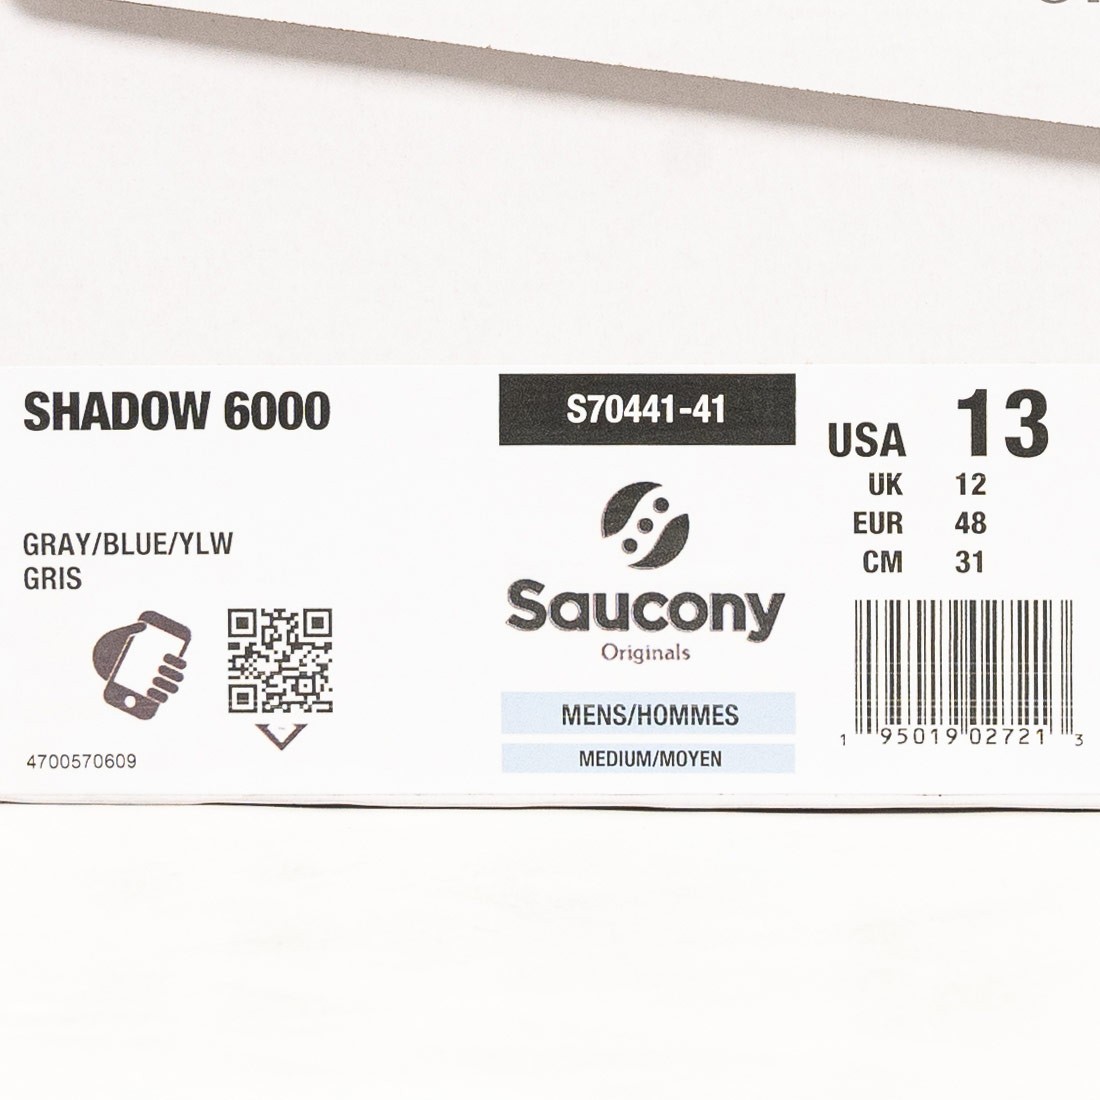 SHADOW 6000
S70441-41
USA 13
UK 12
EUR 48
CM 31
GRAY/BLUE/YLW
GRIS
Saucony
Originals
MENS/HOMMES
MEDIUM/MOYEN
4700570609
1 95019 02721 3